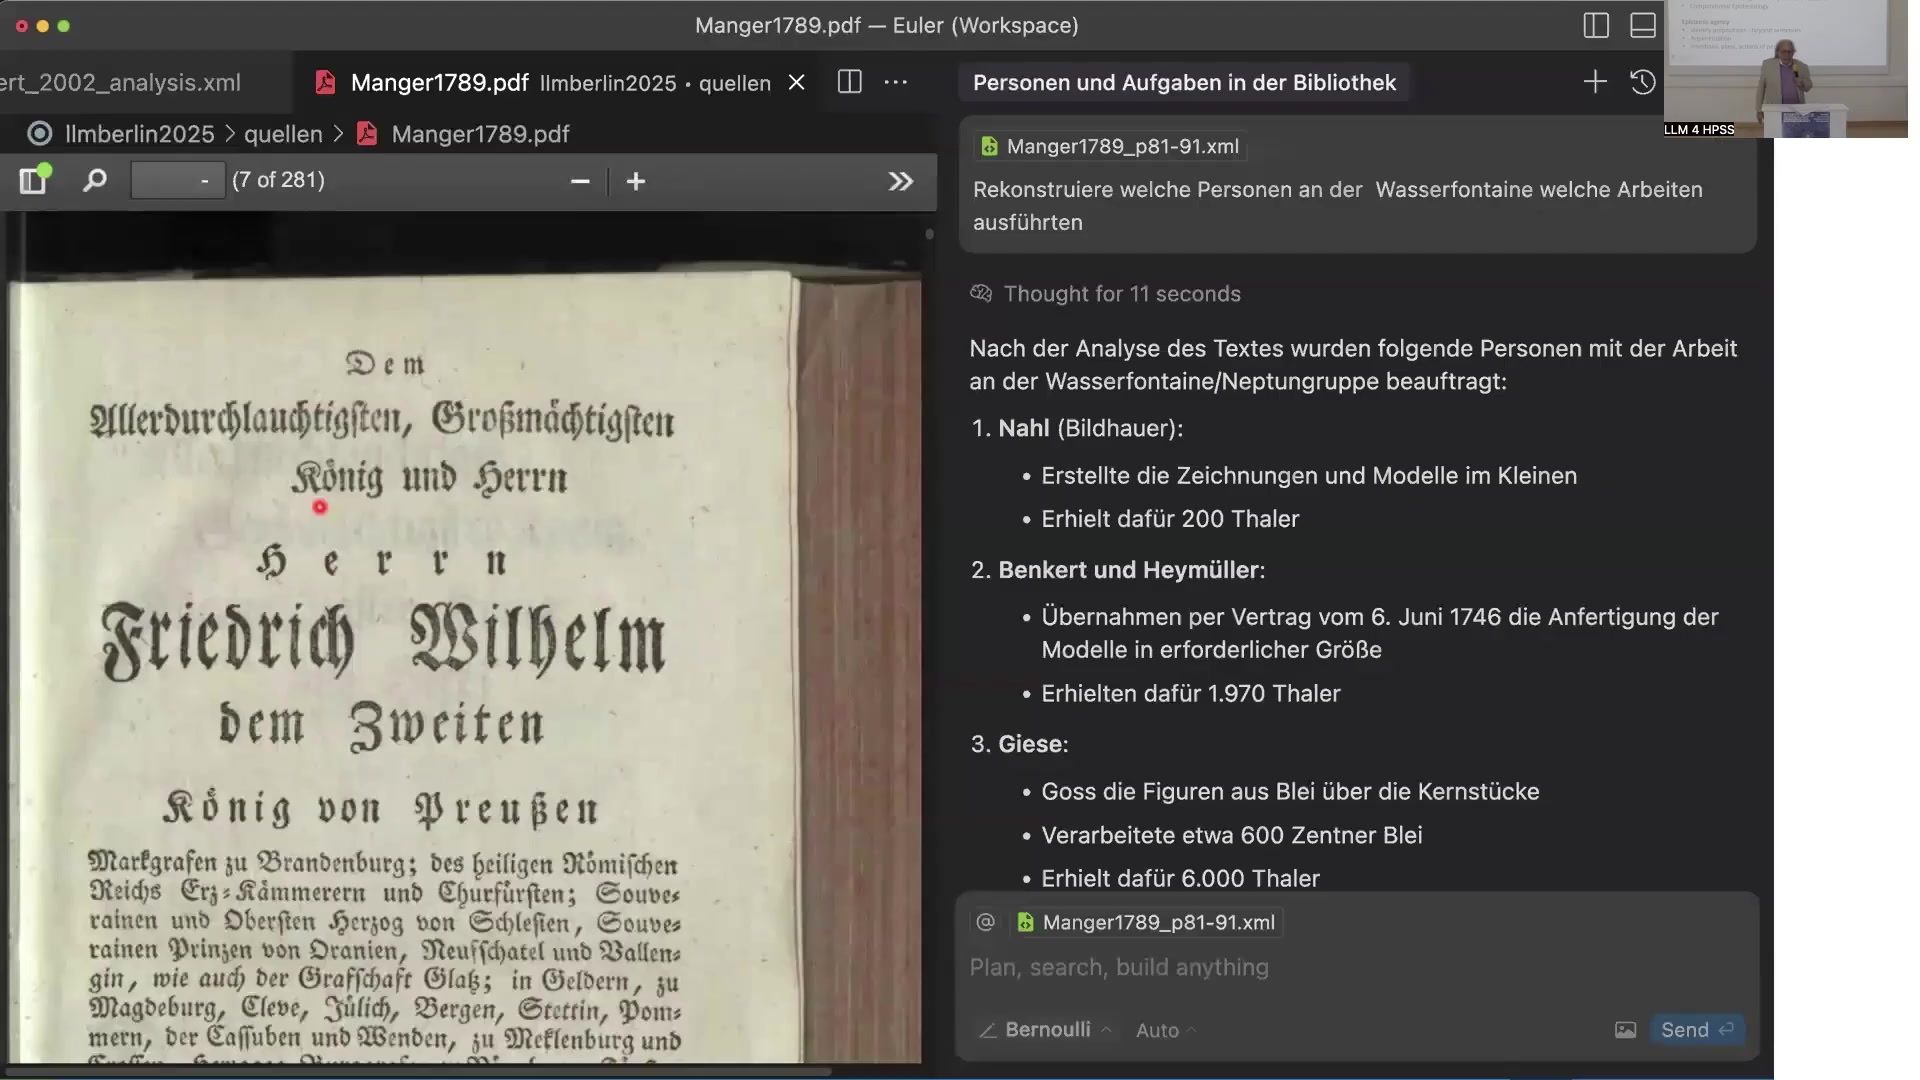 Manger1789.pdf — Euler (Workspace)
ert_2002_analysis.xml
Manger1789.pdf llmberlin2025 • quellen
llmberlin2025 > quellen > Manger1789.pdf
- (7 of 281)
Dem
Allerdurchlauchtigsten, Großmächtigsten
König und Herrn
Herrn
Friedrich Wilhelm
dem Zweiten
König von Preußen
Markgrafen zu Brandenburg; des heiligen Römischen
Reichs Erz-Kämmerern und Churfürsten; Souve-
rainen und Obersten Herzog von Schlesien, Souve-
rainen Prinzen von Oranien, Neufschatel und Vallen-
gin, wie auch der Grafschaft Glatz; in Geldern, zu
Magdeburg, Cleve, Jülich, Bergen, Stettin, Pom-
mern, der Cassuben und Wenden, zu Meklenburg und
Personen und Aufgaben in der Bibliothek
Manger1789_p81-91.xml
Rekonstruiere welche Personen an der Wasserfontaine welche Arbeiten
ausführten
Thought for 11 seconds
Nach der Analyse des Textes wurden folgende Personen mit der Arbeit
an der Wasserfontaine/Neptungruppe beauftragt:
1. Nahl (Bildhauer):
• Erstellte die Zeichnungen und Modelle im Kleinen
• Erhielt dafür 200 Thaler
2. Benkert und Heymüller:
• Übernahmen per Vertrag vom 6. Juni 1746 die Anfertigung der
Modelle in erforderlicher Größe
• Erhielten dafür 1.970 Thaler
3. Giese:
• Goss die Figuren aus Blei über die Kernstücke
• Verarbeitete etwa 600 Zentner Blei
• Erhielt dafür 6.000 Thaler
@ Manger1789_p81-91.xml
Plan, search, build anything
Bernoulli Auto
Send
LLM 4 HPSS